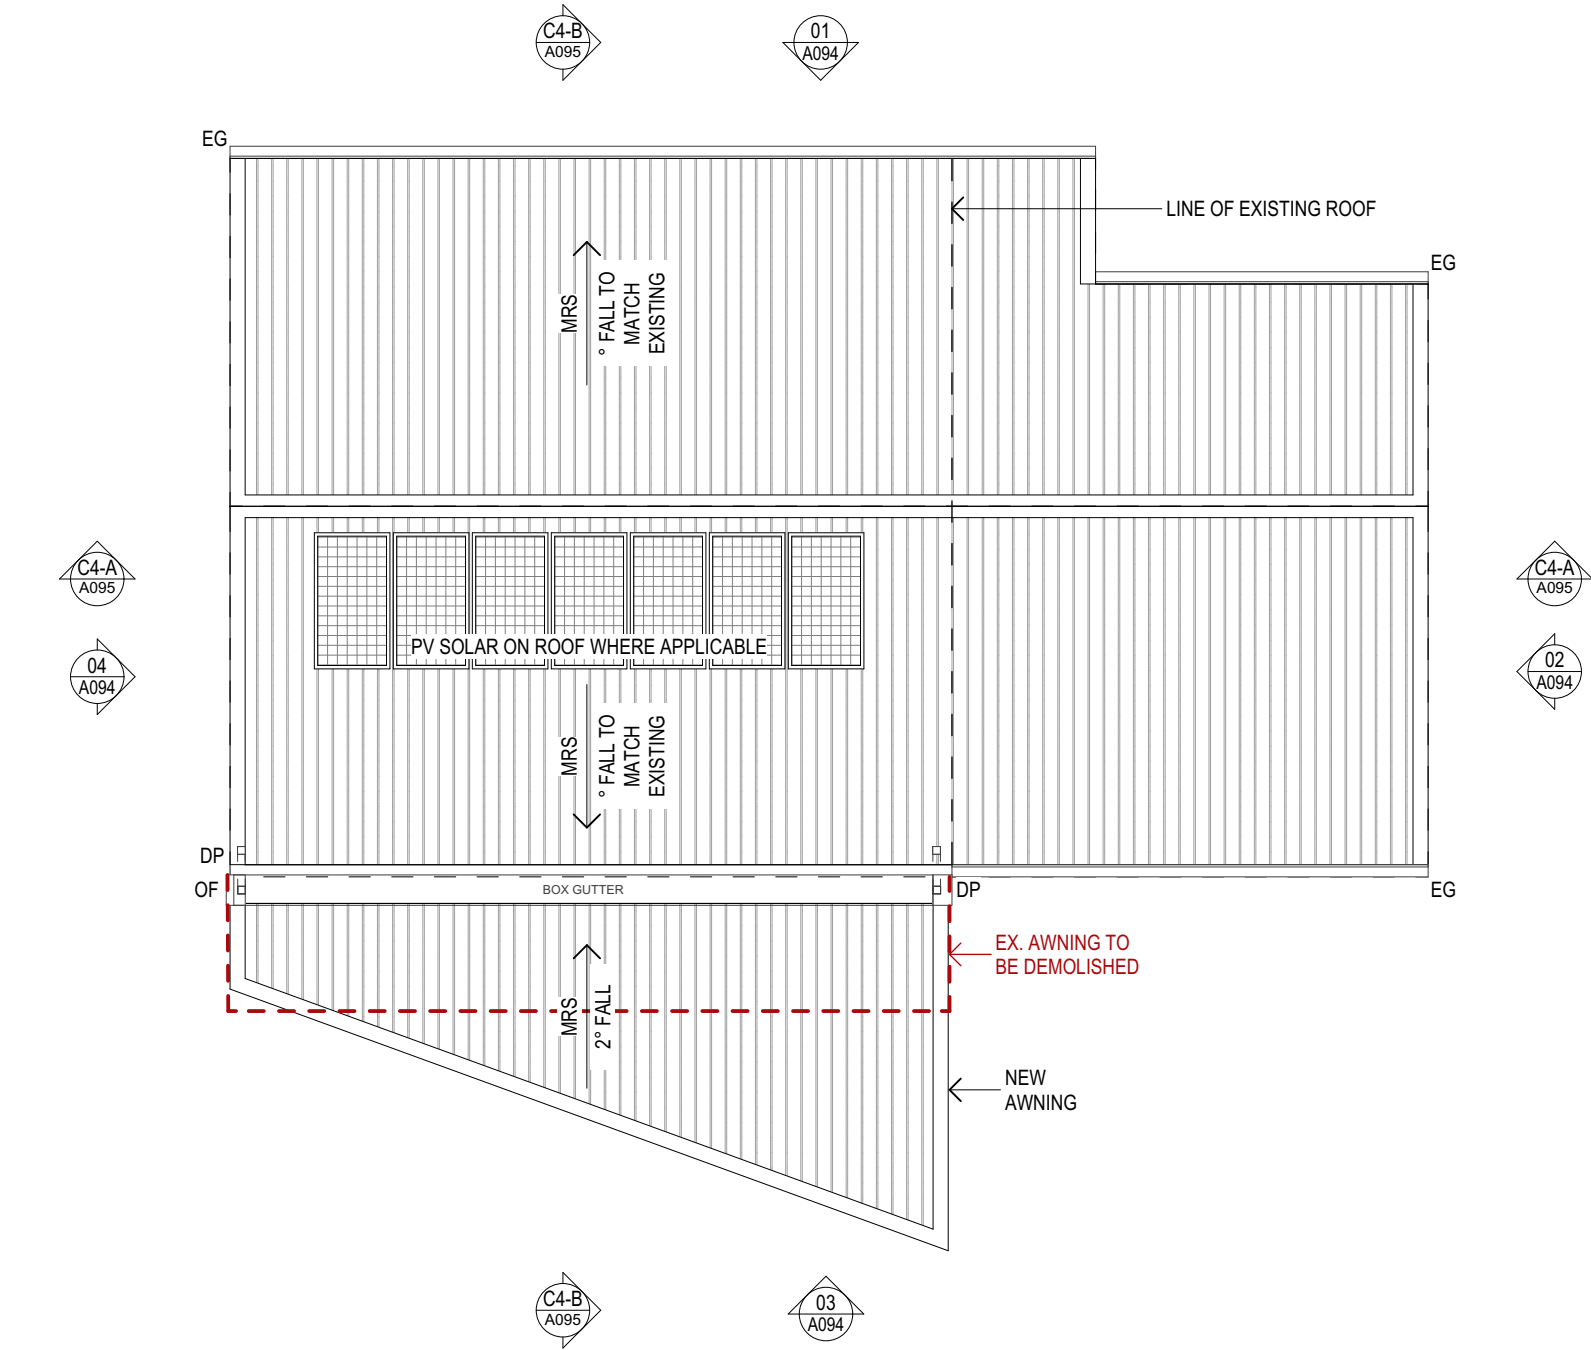 C4-B
A095
01
A094
EG
LINE OF EXISTING ROOF
EG
MRS
° FALL TO
MATCH
EXISTING
C4-A
A095
C4-A
A095
PV SOLAR ON ROOF WHERE APPLICABLE
04
A094
02
A094
MRS
° FALL TO
MATCH
EXISTING
DP
OF
BOX GUTTER
DP
EG
EX. AWNING TO
BE DEMOLISHED
MRS
2° FALL
NEW
AWNING
C4-B
A095
03
A094